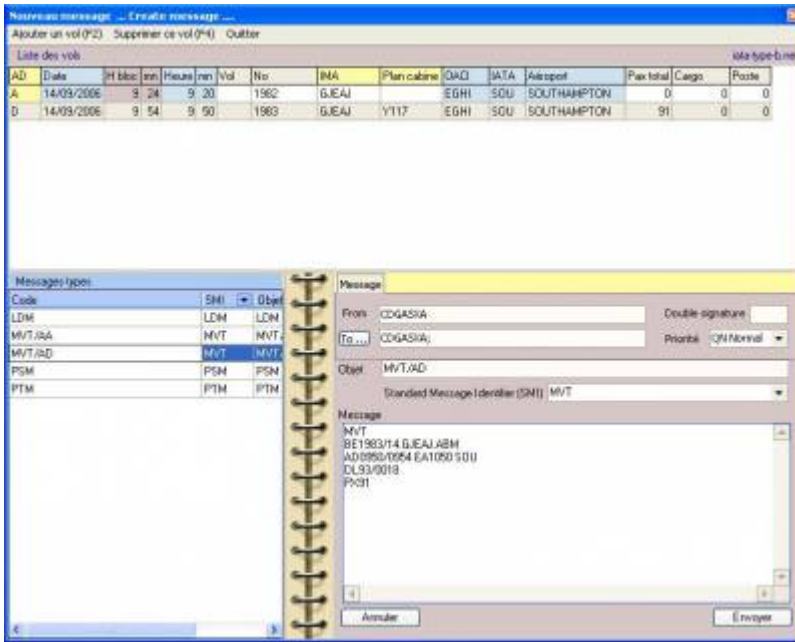 Nouveau message ... Create message ....
Ajouter un vol (F2) Supprimer ce vol (F4) Quitter
Liste des vols iata-type-b.net
AD Date H bloc mn Heure mn Vol No IMA Plan cabine OACI IATA Aéroport Pax total Cargo Poste
A 14/09/2006 9 24 9 20 1982 GJEAJ EGHI SOU SOUTHAMPTON 0 0 0
D 14/09/2006 9 54 9 50 1983 GJEAJ Y117 EGHI SOU SOUTHAMPTON 91 0 0
Messages types
Code SMI Objet
LDM LDM LDM
MVT/AA MVT MVT
MVT/AD MVT MVT
PSM PSM PSM
PTM PTM PTM
Message
From CDGASXA Double signature
To ... CDGASXA; Priorité QN Normal
Objet MVT/AD
Standard Message Identifier (SMI) MVT
Message
MVT
BE1983/14.GJEAJ.ABM
AD0950/0954 EA1050 SOU
DL93/0018
PX91
Annuler Envoyer